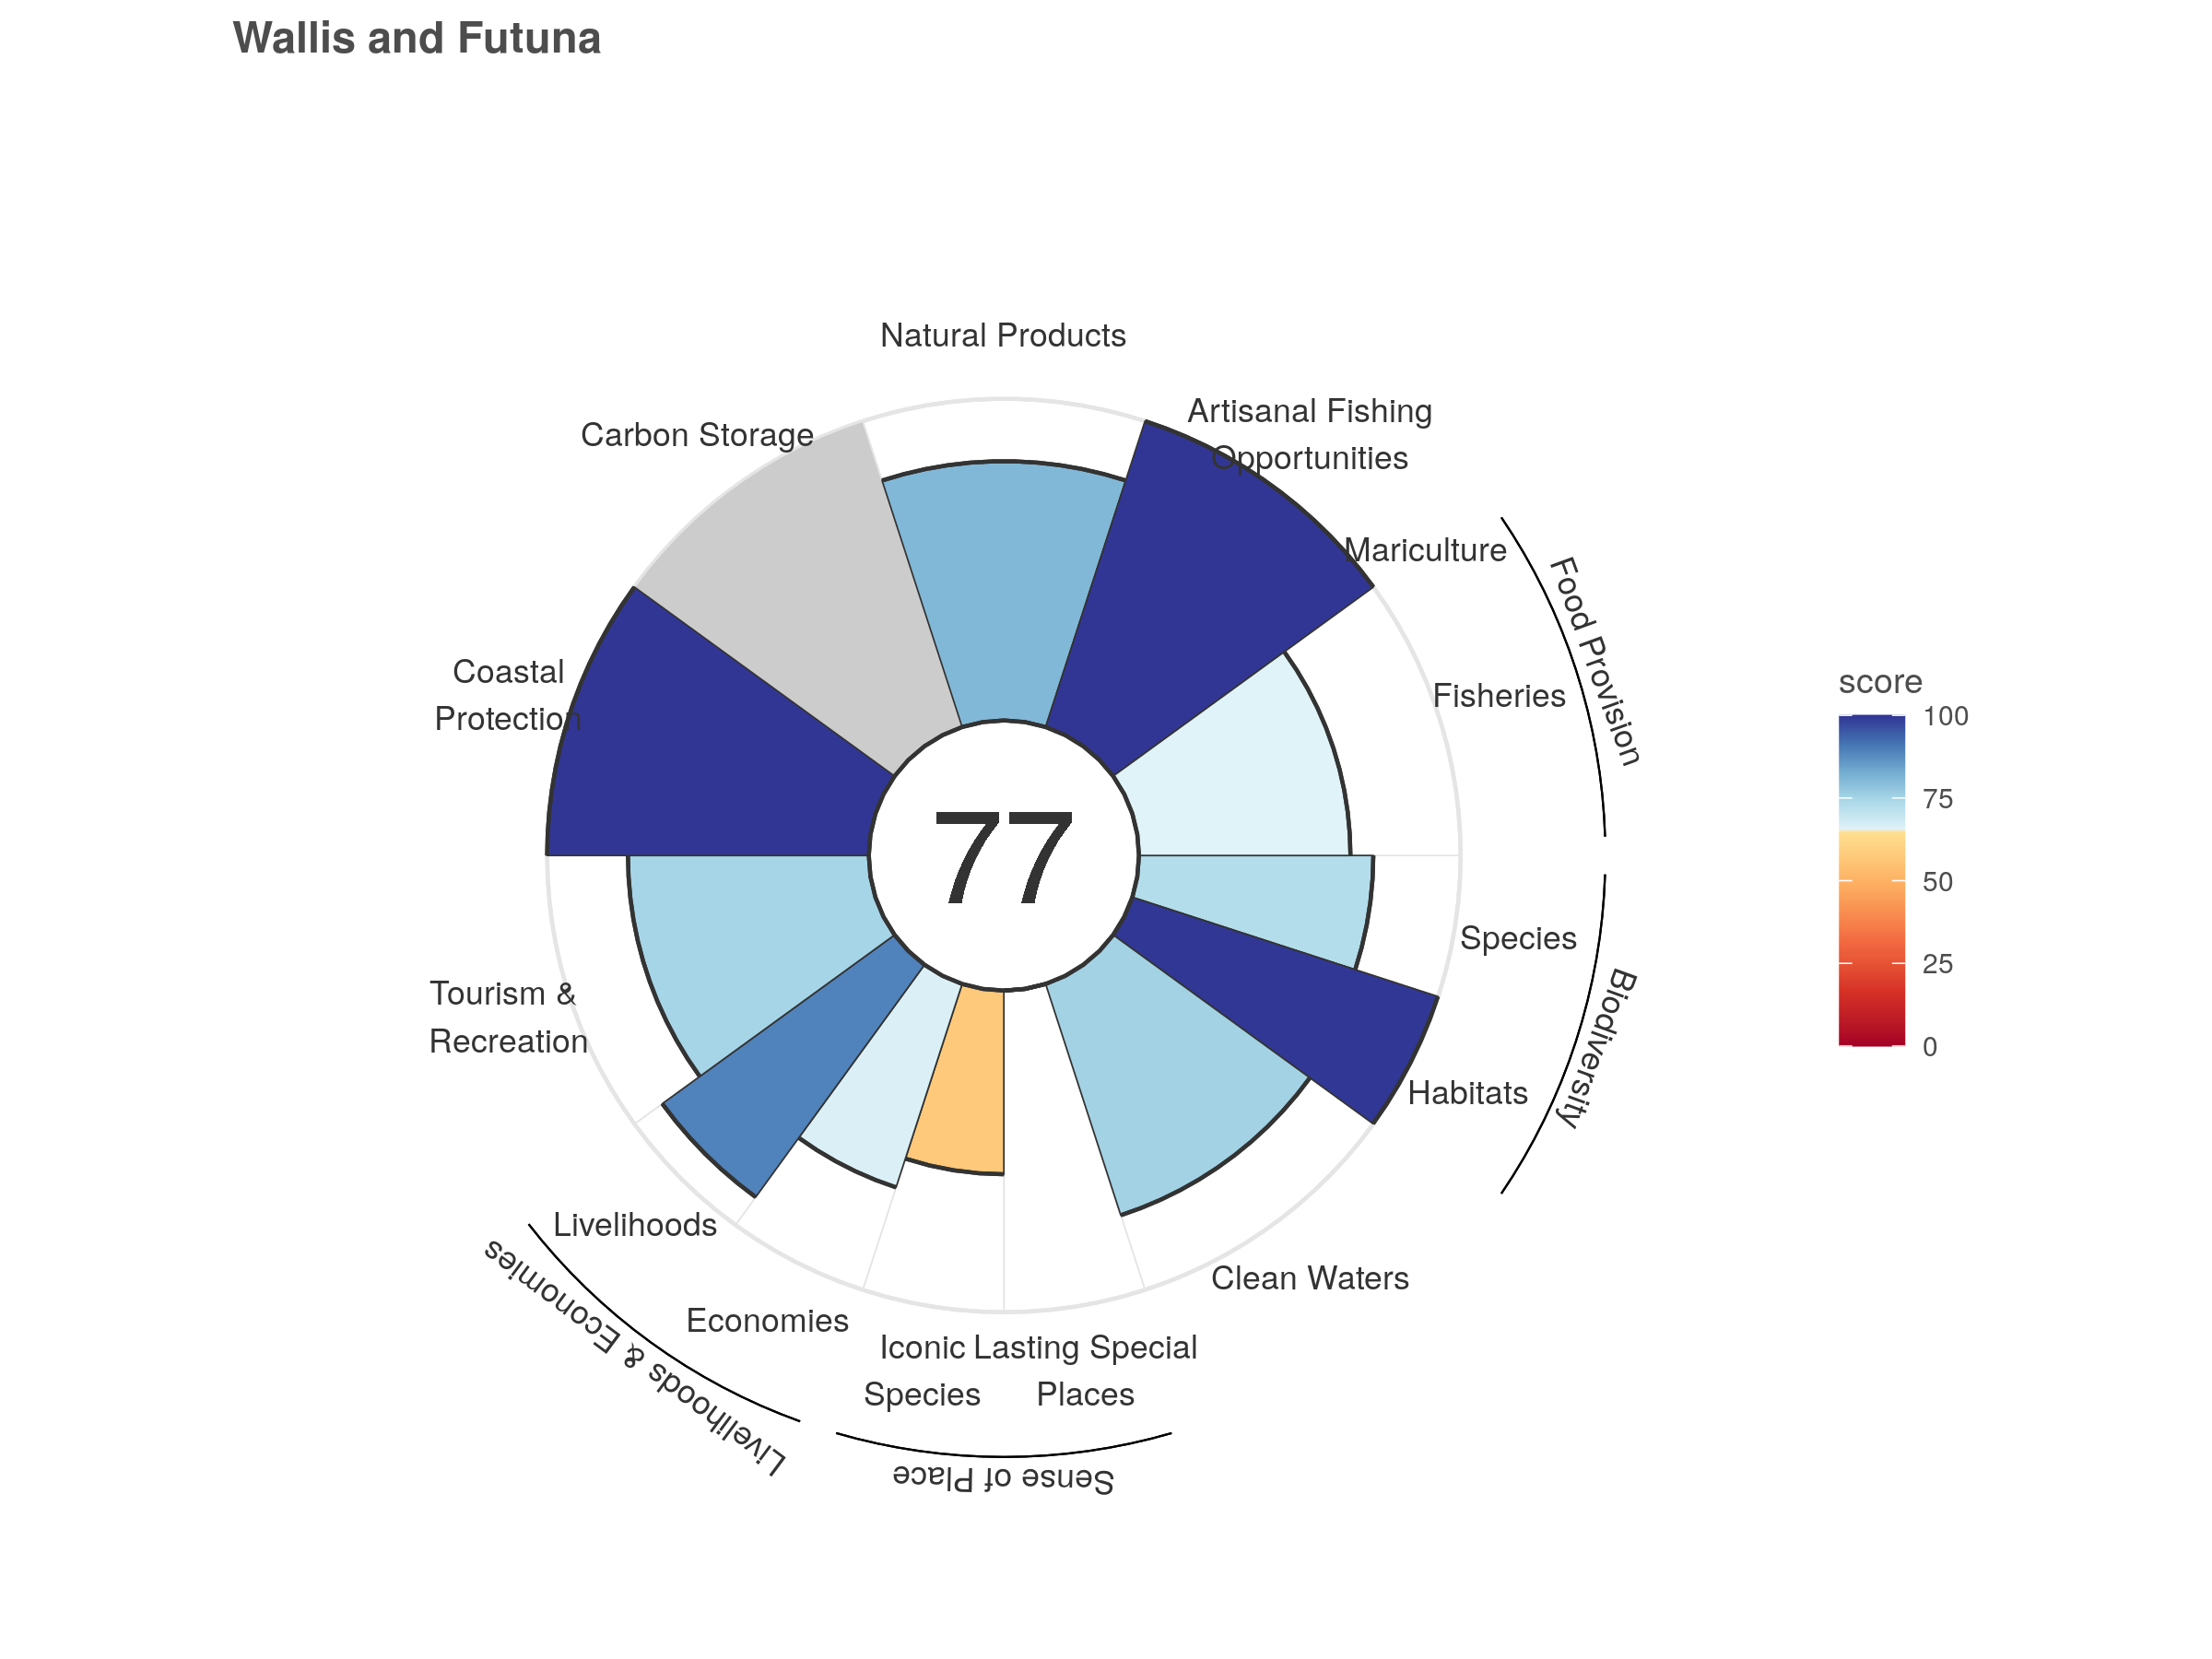 Wallis and Futuna
Natural Products
Artisanal Fishing
Opportunities
Carbon Storage
Mariculture
Food Provision
Coastal
Protection
Fisheries
77
score
100
75
50
25
0
Species
Biodiversity
Tourism &
Recreation
Habitats
Livelihoods
Livelihoods & Economies
Clean Waters
Economies
Iconic
Species
Lasting Special
Places
Sense of Place